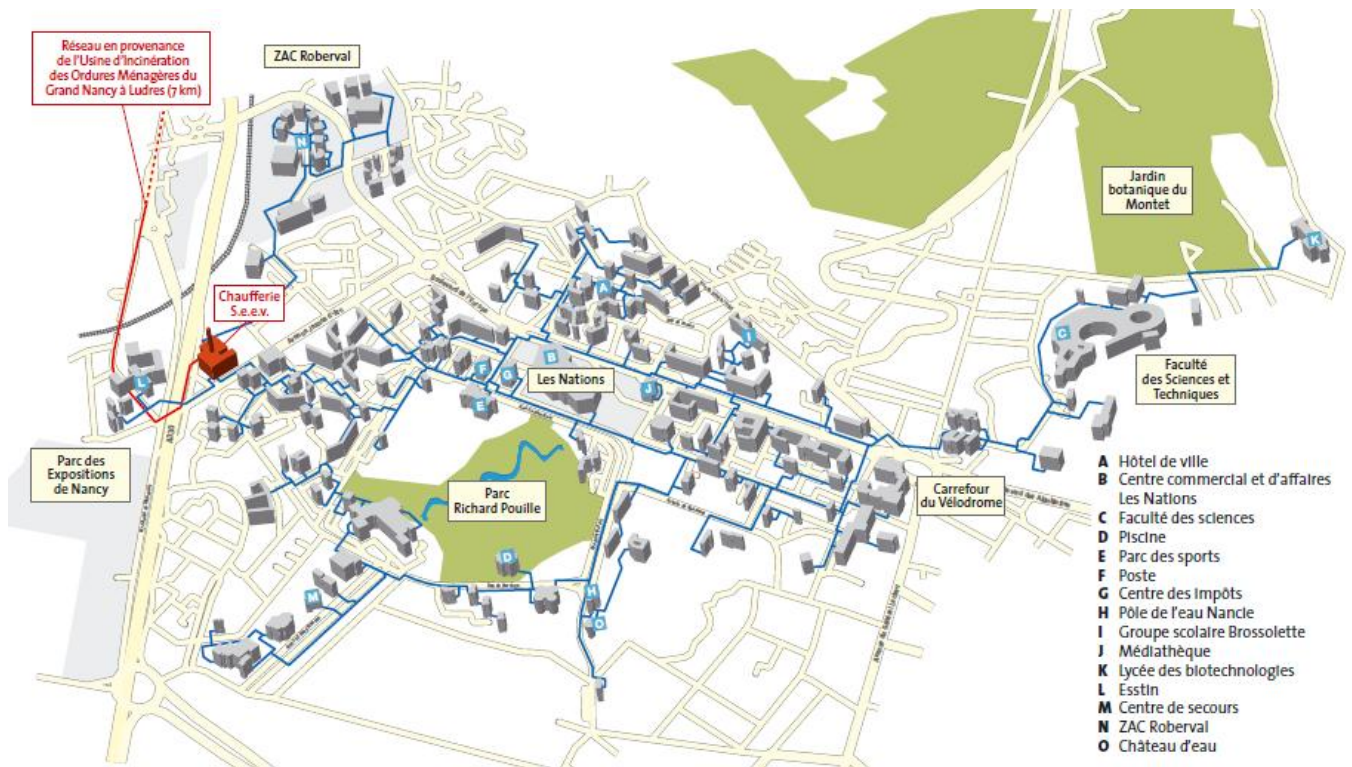 Réseau en provenance
de l'Usine d'Incinération
des Ordures Ménagères du
Grand Nancy à Ludres (7 km)
ZAC Roberval
N
Jardin
botanique du
Montet
K
Chaufferie
S.e.e.v.
A
I
C
L
B
F
G
Les Nations
J
E
Faculté
des Sciences et
Techniques
A330
Parc des
Expositions
de Nancy
Parc
Richard Pouille
Carrefour
du Vélodrome
D
M
H
O
A Hôtel de ville
B Centre commercial et d'affaires
Les Nations
C Faculté des sciences
D Piscine
E Parc des sports
F Poste
G Centre des Impôts
H Pôle de l'eau Nancie
I Groupe scolaire Brossolette
J Médiathèque
K Lycée des biotechnologies
L Esstin
M Centre de secours
N ZAC Roberval
O Château d'eau